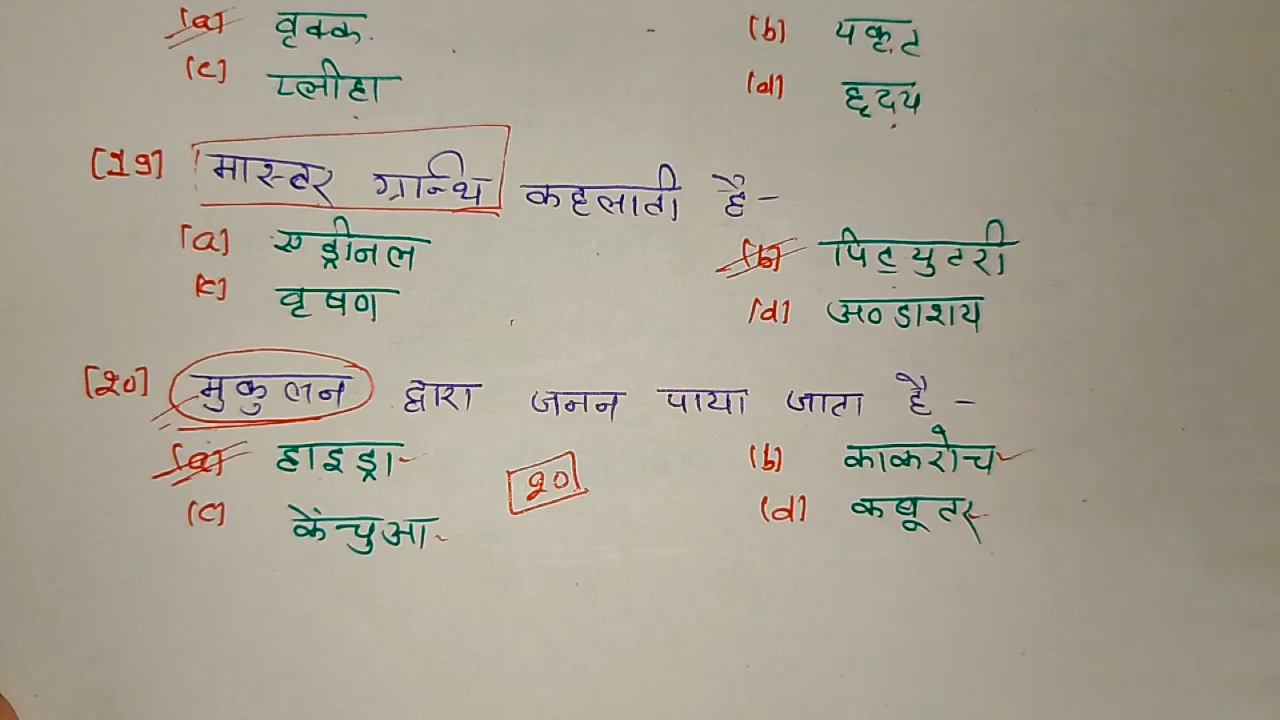 (a) वृक्क (b) यकृत
(c) प्लीहा (d) हृदय
[19] मास्टर ग्रन्थि कहलाती है -
(a) एड्रीनल (b) पिट्युटरी
(c) वृषण (d) अण्डाशय
[20] मुकुलन द्वारा जनन पाया जाता है -
(a) हाइड्रा (b) काकरोच
(c) केंचुआ (d) कबूतर
20